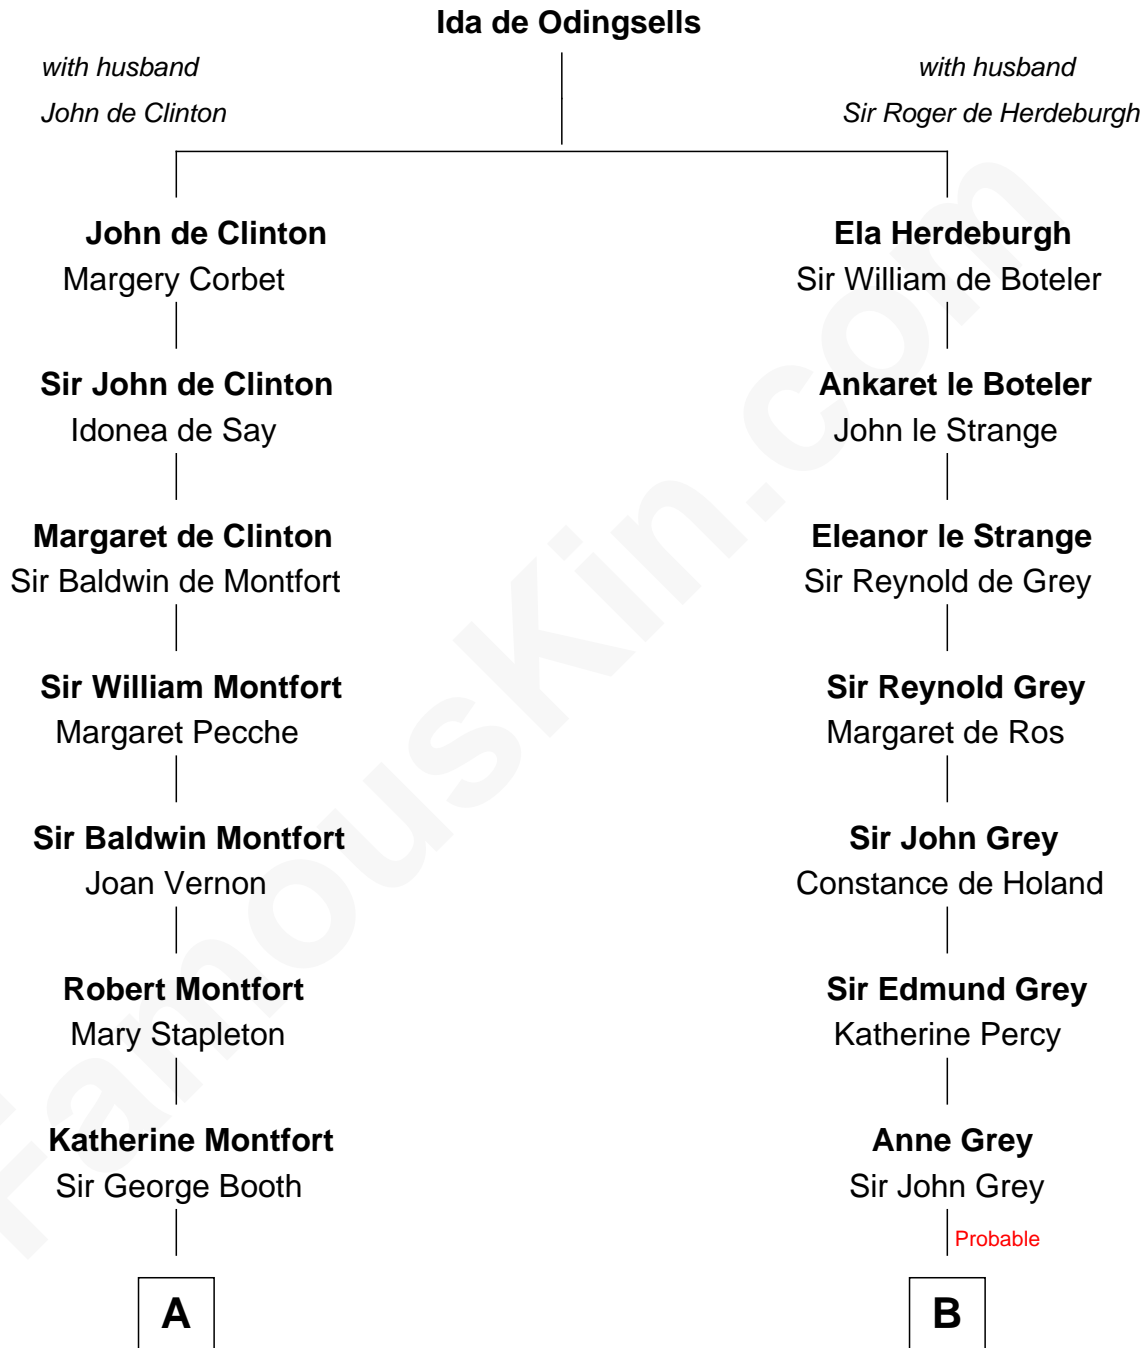 Ida de Odingsells
with husband
John de Clinton
with husband
Sir Roger de Herdeburgh
John de Clinton
Margery Corbet
Ela Herdeburgh
Sir William de Boteler
Sir John de Clinton
Idonea de Say
Ankaret le Boteler
John le Strange
Margaret de Clinton
Sir Baldwin de Montfort
Eleanor le Strange
Sir Reynold de Grey
Sir William Montfort
Margaret Pecche
Sir Reynold Grey
Margaret de Ros
Sir Baldwin Montfort
Joan Vernon
Sir John Grey
Constance de Holand
Robert Montfort
Mary Stapleton
Sir Edmund Grey
Katherine Percy
Katherine Montfort
Sir George Booth
Anne Grey
Sir John Grey
Probable
A
B
FamousKin.com